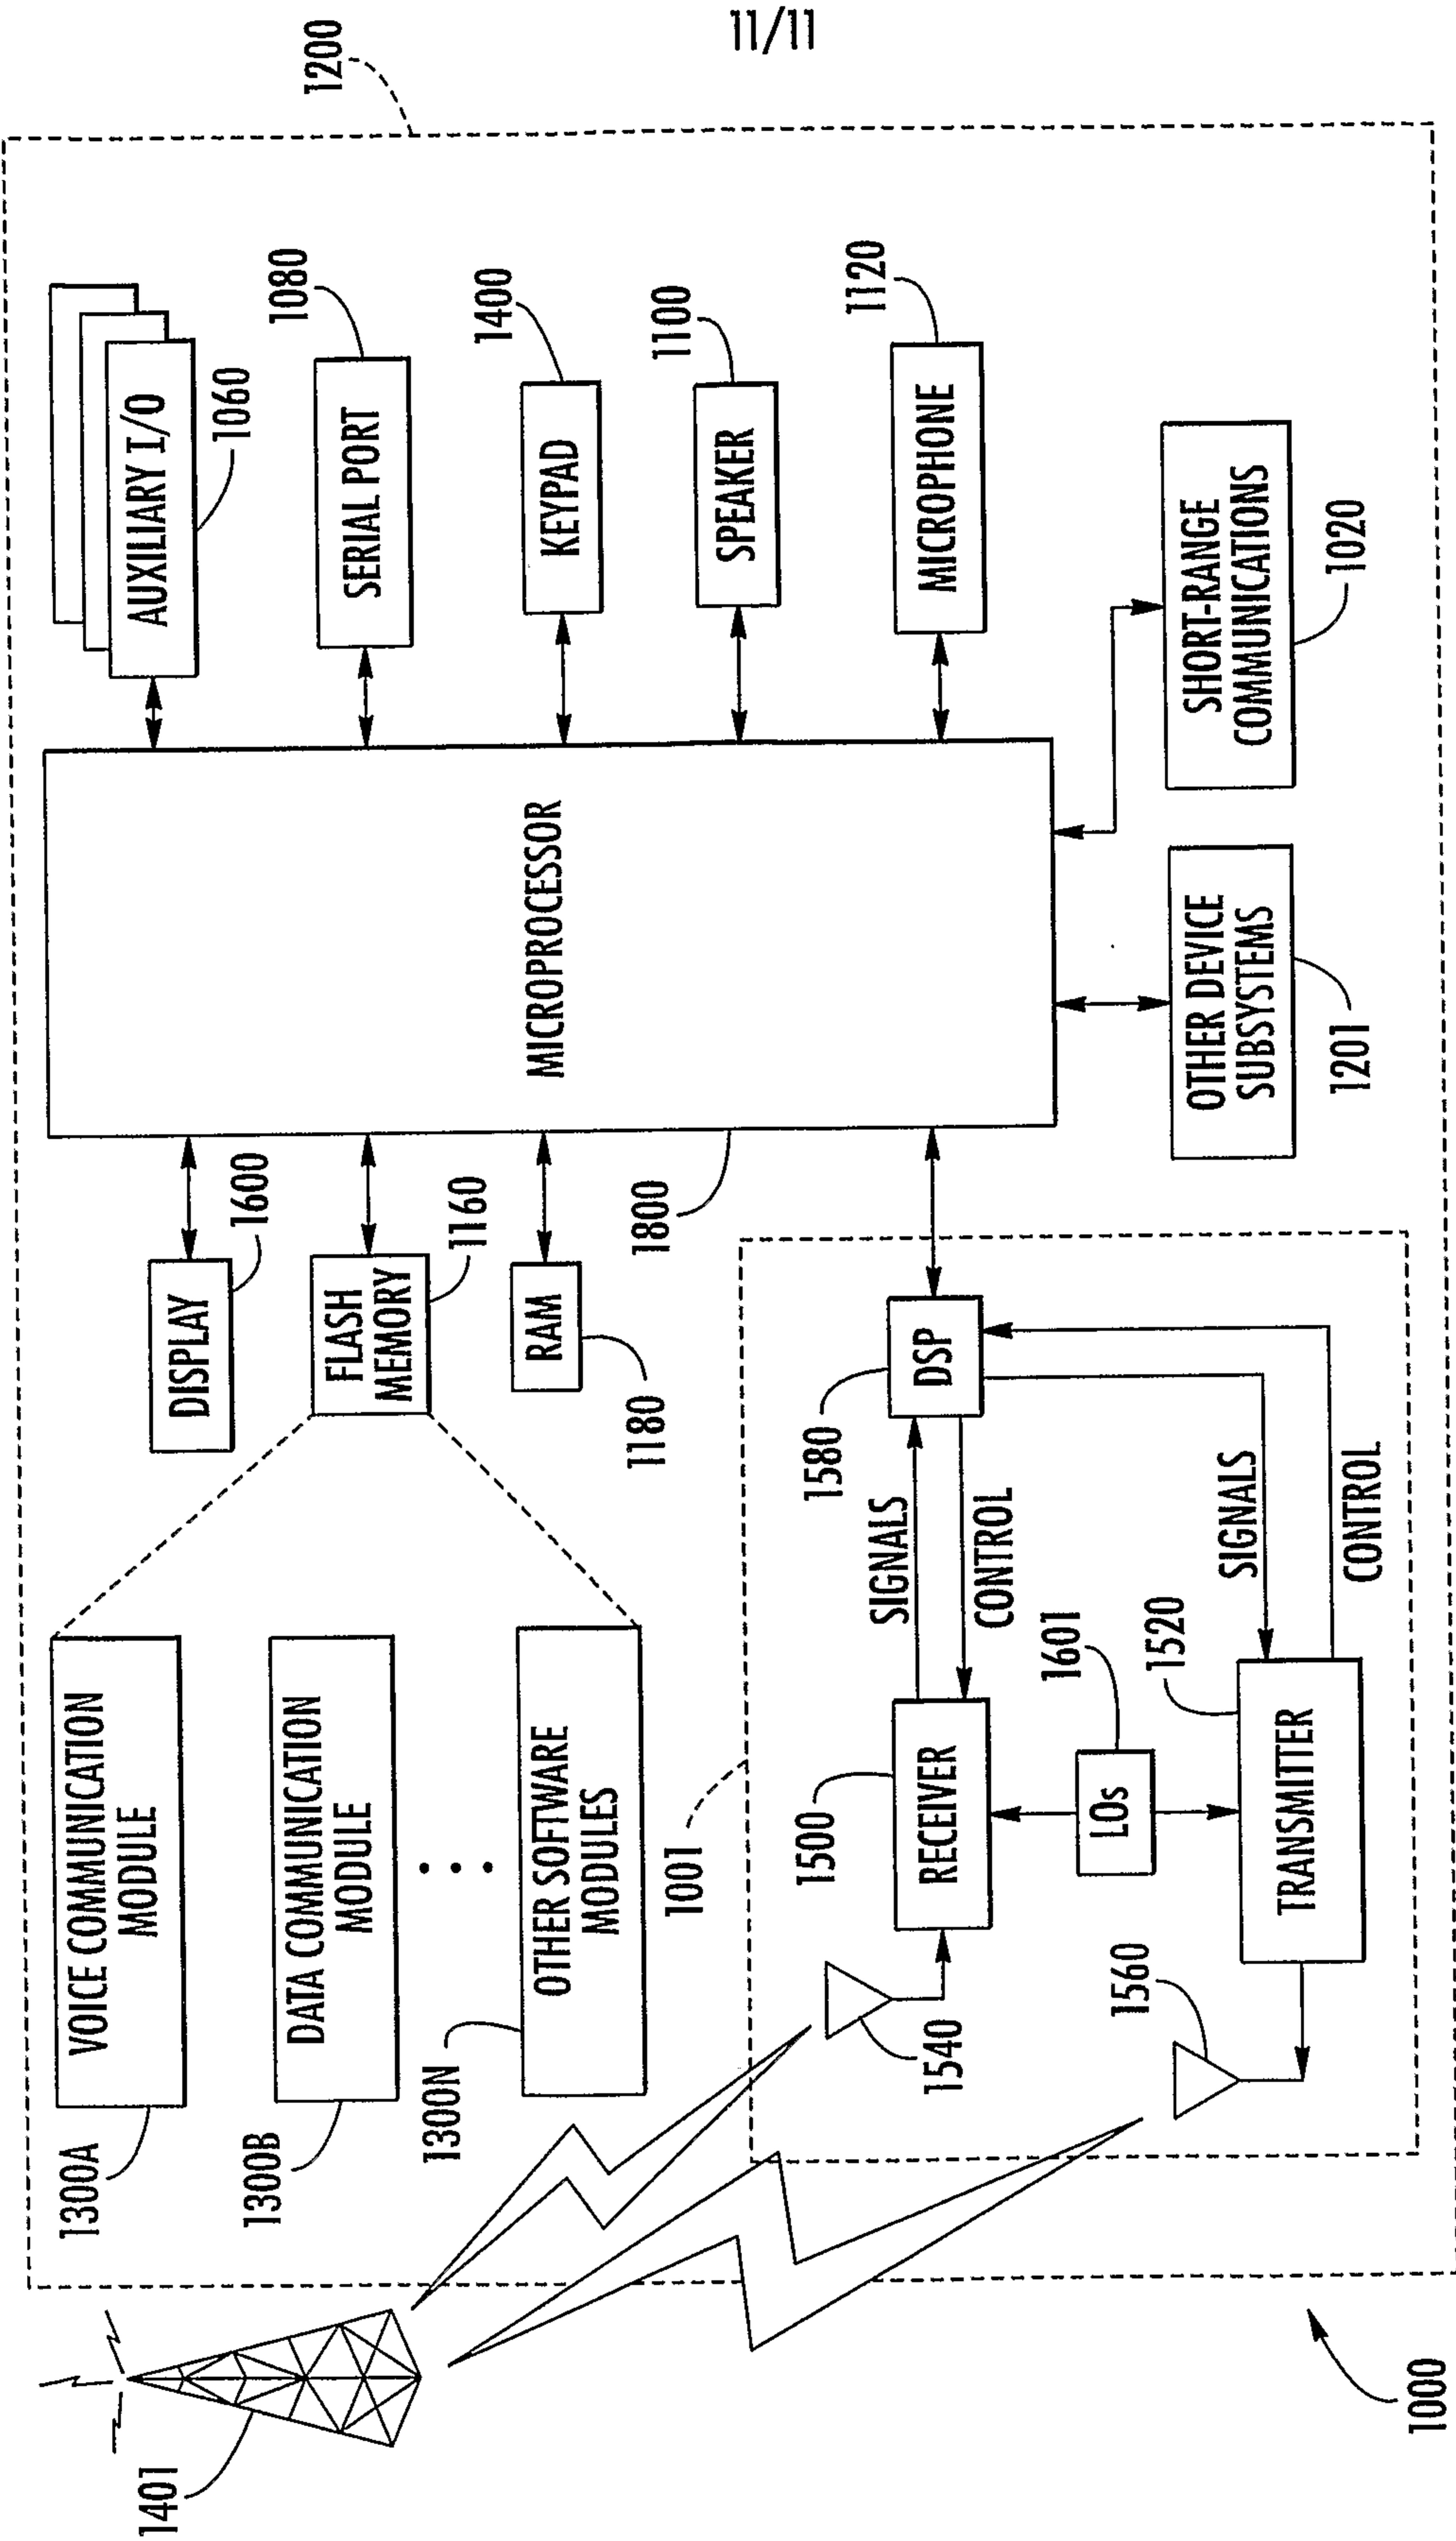 11/11
1200
AUXILIARY I/O
1060
SERIAL PORT
1080
KEYPAD
1400
SPEAKER
1100
MICROPHONE
1120
SHORT-RANGE
COMMUNICATIONS
1020
OTHER DEVICE
SUBSYSTEMS
1201
MICROPROCESSOR
1800
DISPLAY
1600
FLASH
MEMORY
1160
RAM
1180
VOICE COMMUNICATION
MODULE
1300A
DATA COMMUNICATION
MODULE
1300B
OTHER SOFTWARE
MODULES
1300N
1001
DSP
1580
SIGNALS
CONTROL
SIGNALS
CONTROL
RECEIVER
1500
LOs
1601
TRANSMITTER
1520
1540
1560
1401
1000